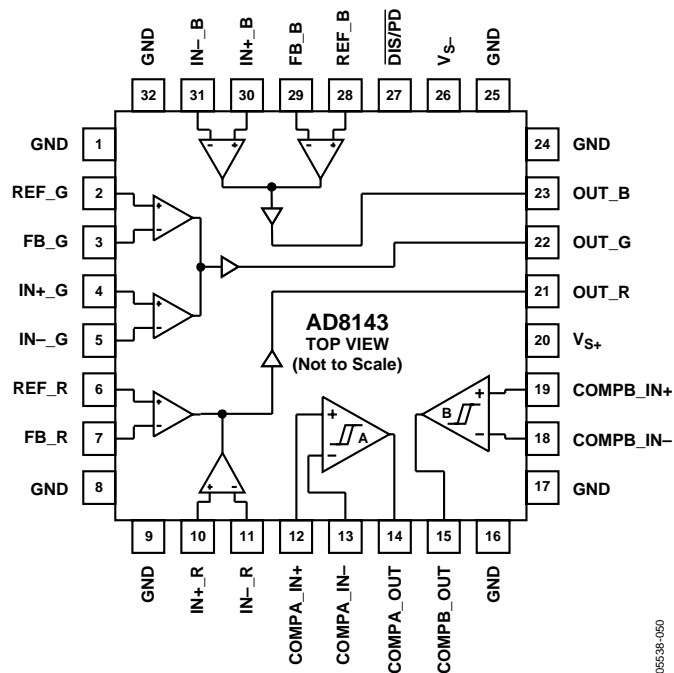 GND
IN–_B
IN+_B
FB_B
REF_B
DIS/PD
VS–
GND
32
31
30
29
28
27
26
25
– +
+ –
GND 1
24 GND
REF_G 2
+
23 OUT_B
FB_G 3
–
22 OUT_G
IN+_G 4
+
21 OUT_R
IN–_G 5
–
AD8143
TOP VIEW
(Not to Scale)
20 VS+
REF_R 6
+
19 COMPB_IN+
+
B
FB_R 7
–
18 COMPB_IN–
–
+
A
–
GND 8
17 GND
+ –
9
10
11
12
13
14
15
16
GND
IN+_R
IN–_R
COMPA_IN+
COMPA_IN–
COMPA_OUT
COMPB_OUT
GND
05538-050